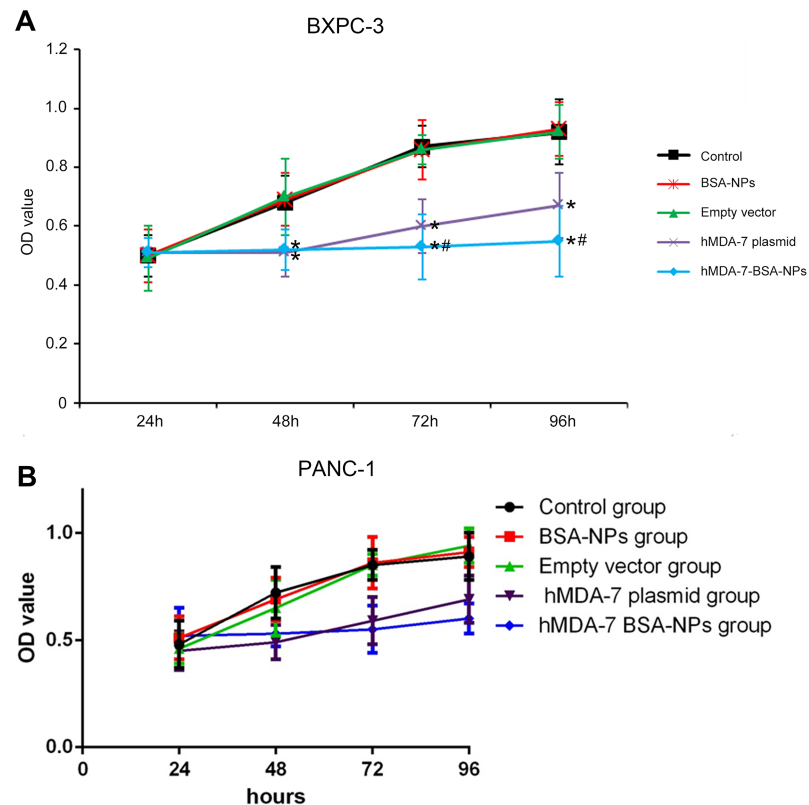 A
BXPC-3
1.2
1.0
0.8
0.6
0.4
0.2
0
OD value
24h
48h
72h
96h
*
*
*
*#
*
*#
Control
BSA-NPs
Empty vector
hMDA-7 plasmid
hMDA-7-BSA-NPs
B
PANC-1
1.0
0.5
0.0
OD value
0
24
48
72
96
hours
Control group
BSA-NPs group
Empty vector group
hMDA-7 plasmid group
hMDA-7 BSA-NPs group